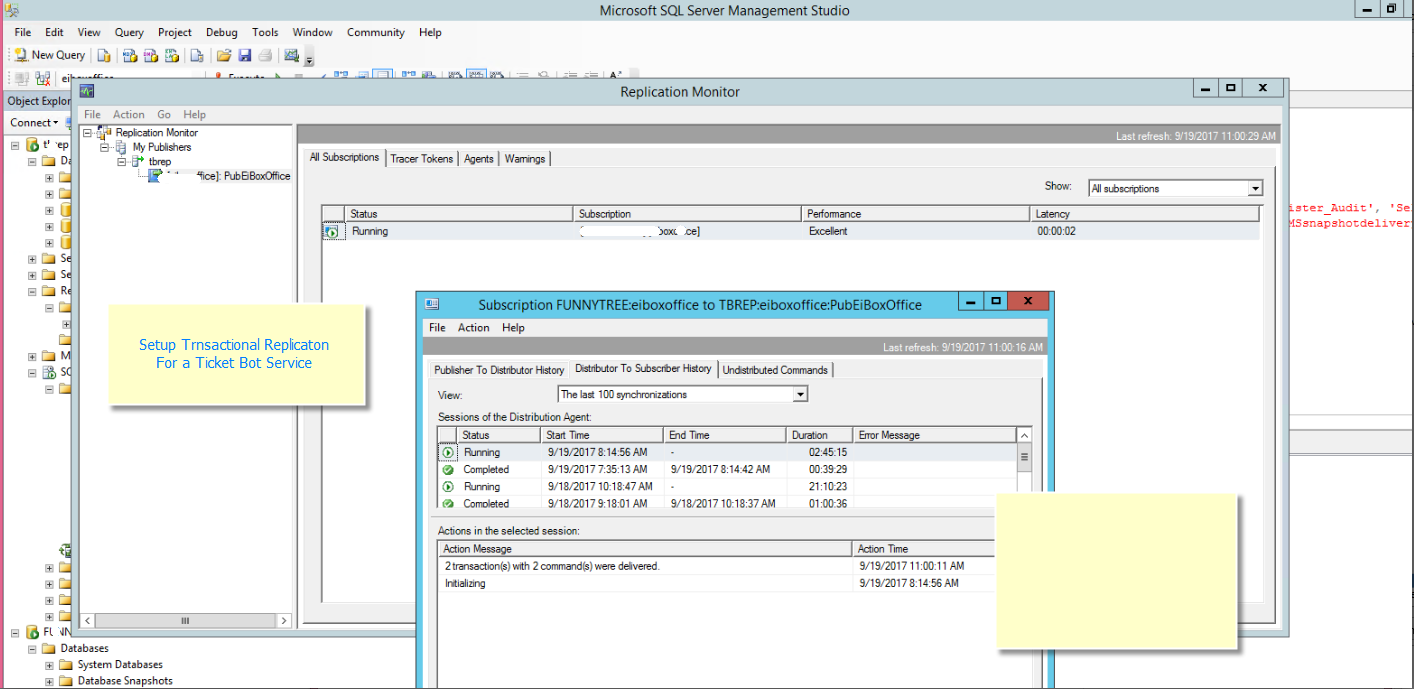 Microsoft SQL Server Management Studio
File Edit View Query Project Debug Tools Window Community Help
New Query
Execute
Object Explor
Connect
Replication Monitor
File Action Go Help
Replication Monitor
My Publishers
tbrep
PubEiBoxOffice
Last refresh: 9/19/2017 11:00:29 AM
All Subscriptions Tracer Tokens Agents Warnings
Show: All subscriptions
Status Subscription Performance Latency
Running Excellent 00:00:02
ister_Audit', 'Se
MSsnapshotdeliver
Setup Trnsactional Replicaton
For a Ticket Bot Service
Subscription FUNNYTREE:eiboxoffice to TBREP:eiboxoffice:PubEiBoxOffice
File Action Help
Last refresh: 9/19/2017 11:00:16 AM
Publisher To Distributor History Distributor To Subscriber History Undistributed Commands
View: The last 100 synchronizations
Sessions of the Distribution Agent:
Status Start Time End Time Duration Error Message
Running 9/19/2017 8:14:56 AM - 02:45:15
Completed 9/19/2017 7:35:13 AM 9/19/2017 8:14:42 AM 00:39:29
Running 9/18/2017 10:18:47 AM - 21:10:23
Completed 9/18/2017 9:18:01 AM 9/18/2017 10:18:37 AM 01:00:36
Actions in the selected session:
Action Message Action Time
2 transaction(s) with 2 command(s) were delivered. 9/19/2017 11:00:11 AM
Initializing 9/19/2017 8:14:56 AM
Databases
System Databases
Database Snapshots